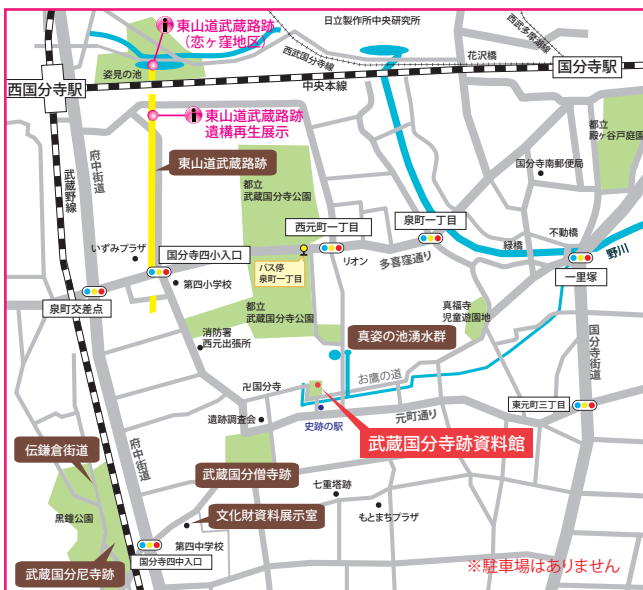 東山道武蔵路跡
（恋ヶ窪地区）
日立製作所中央研究所
西武国分寺線
西武多摩湖線
花沢橋
姿見の池
西国分寺駅
国分寺駅
中央本線
東山道武蔵路跡
遺構再生展示
府中街道
武蔵野線
東山道武蔵路跡
都立
武蔵国分寺公園
都立
殿ヶ谷戸庭園
国分寺南郵便局
西元町一丁目
泉町一丁目
不動橋
緑橋
野川
いずみプラザ
国分寺四小入口
リオン
多喜窪通り
バス停
泉町一丁目
一里塚
第四小学校
泉町交差点
都立
武蔵国分寺公園
真福寺
児童遊園地
消防署
西元出張所
真姿の池湧水群
国分寺街道
お鷹の道
卍国分寺
東元町三丁目
遺跡調査会
史跡の駅
元町通り
武蔵国分寺跡資料館
伝鎌倉街道
府中街道
武蔵国分僧寺跡
七重塔跡
黒鐘公園
文化財資料展示室
もとまちプラザ
第四中学校
国分寺四中入口
武蔵国分尼寺跡
※駐車場はありません